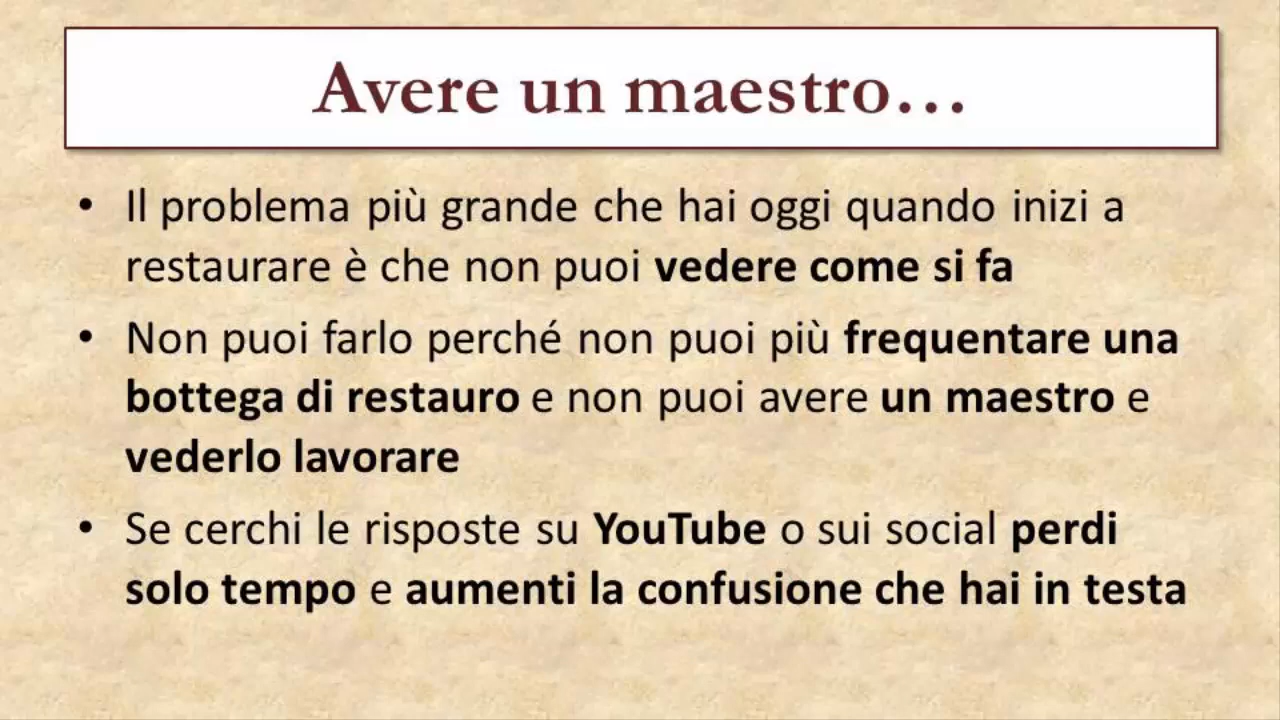 Avere un maestro…
• Il problema più grande che hai oggi quando inizi a
restaurare è che non puoi vedere come si fa
• Non puoi farlo perché non puoi più frequentare una
bottega di restauro e non puoi avere un maestro e
vederlo lavorare
• Se cerchi le risposte su YouTube o sui social perdi
solo tempo e aumenti la confusione che hai in testa